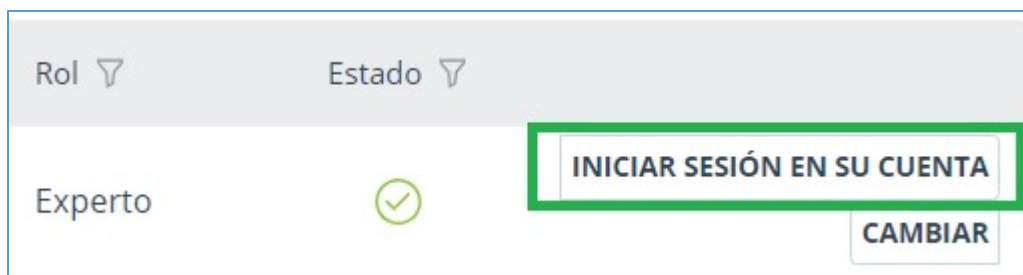 Rol Estado
INICIAR SESIÓN EN SU CUENTA
Experto
CAMBIAR